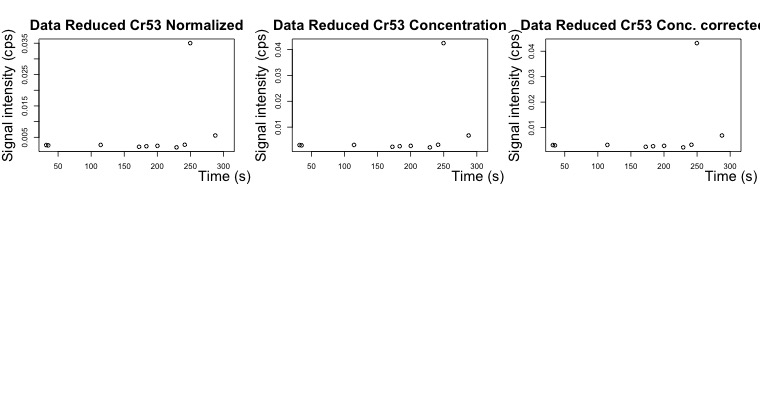 Data Reduced Cr53 Normalized
Signal intensity (cps)
0.005 0.015 0.025 0.035
50 100 150 200 250 300
Time (s)
Data Reduced Cr53 Concentration
Signal intensity (cps)
0.01 0.02 0.03 0.04
50 100 150 200 250 300
Time (s)
Data Reduced Cr53 Conc. corrected
Signal intensity (cps)
0.01 0.02 0.03 0.04
50 100 150 200 250 300
Time (s)